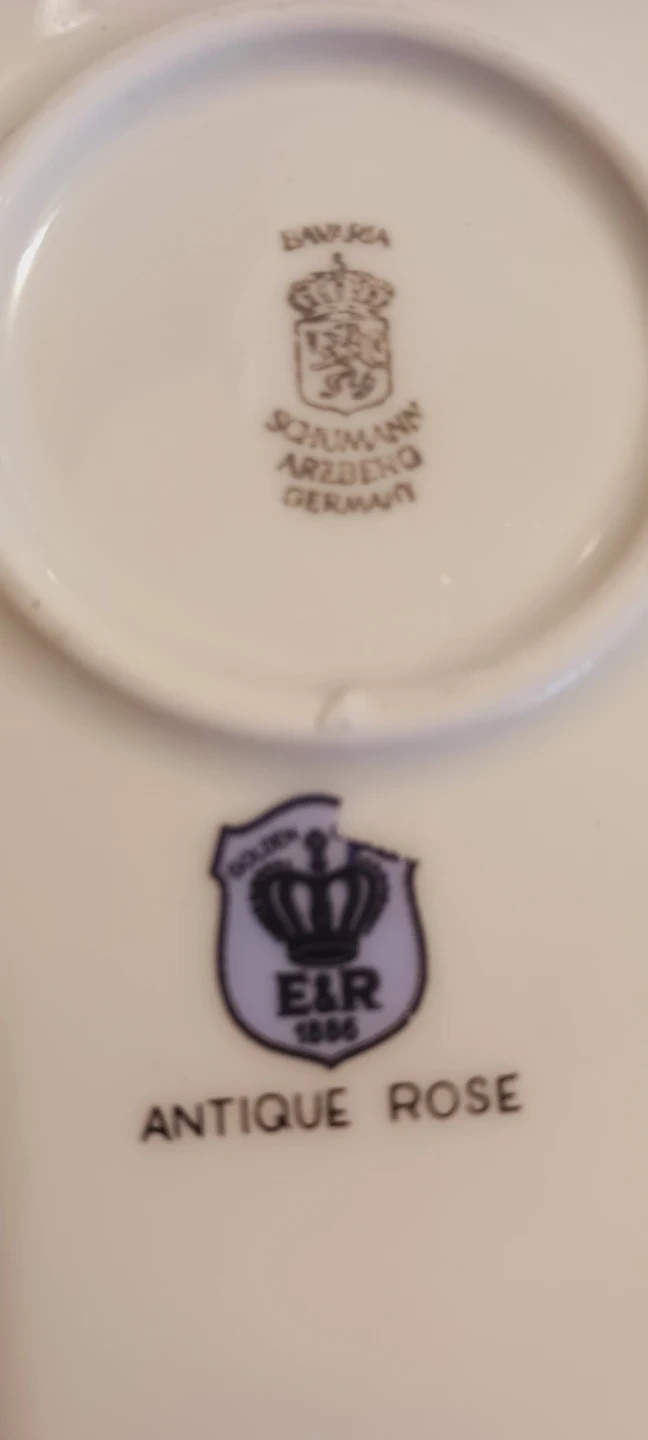 BAVARIA
SCHUMANN
ARZBERG
GERMANY
GOLDEN
E&R
1886
ANTIQUE ROSE